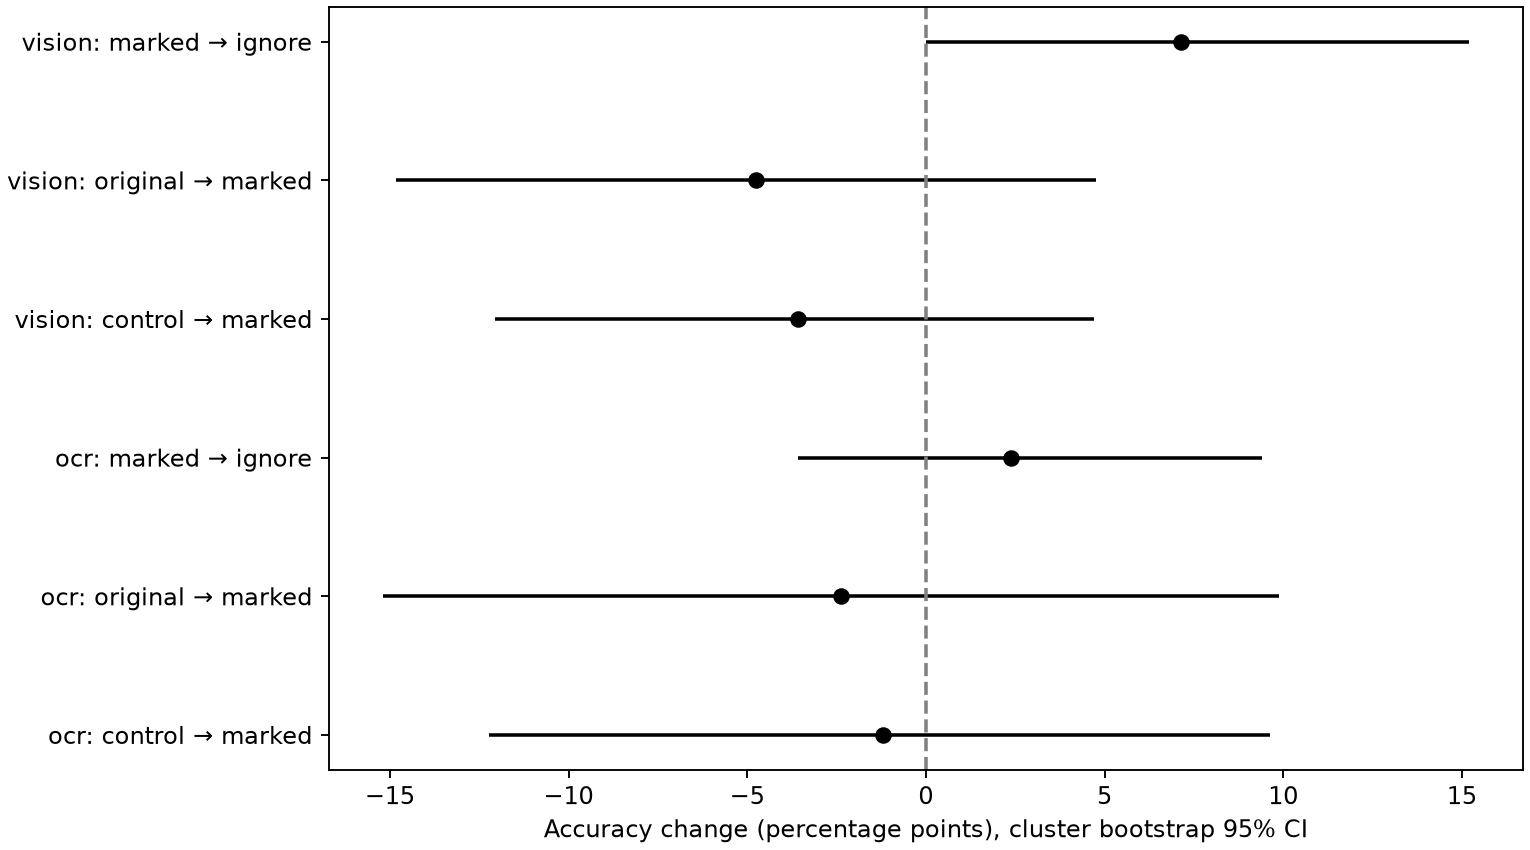 vision: marked → ignore
vision: original → marked
vision: control → marked
ocr: marked → ignore
ocr: original → marked
ocr: control → marked
−15 −10 −5 0 5 10 15
Accuracy change (percentage points), cluster bootstrap 95% CI